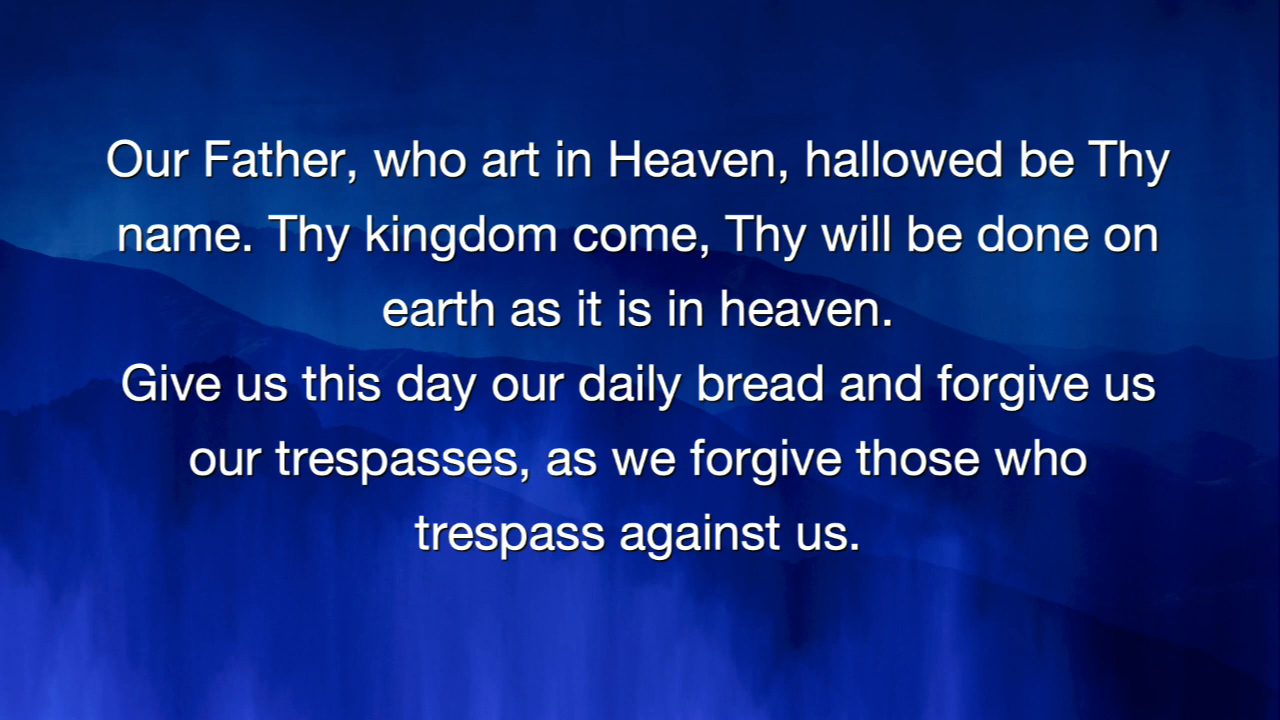 Our Father, who art in Heaven, hallowed be Thy
name. Thy kingdom come, Thy will be done on
earth as it is in heaven.
Give us this day our daily bread and forgive us
our trespasses, as we forgive those who
trespass against us.